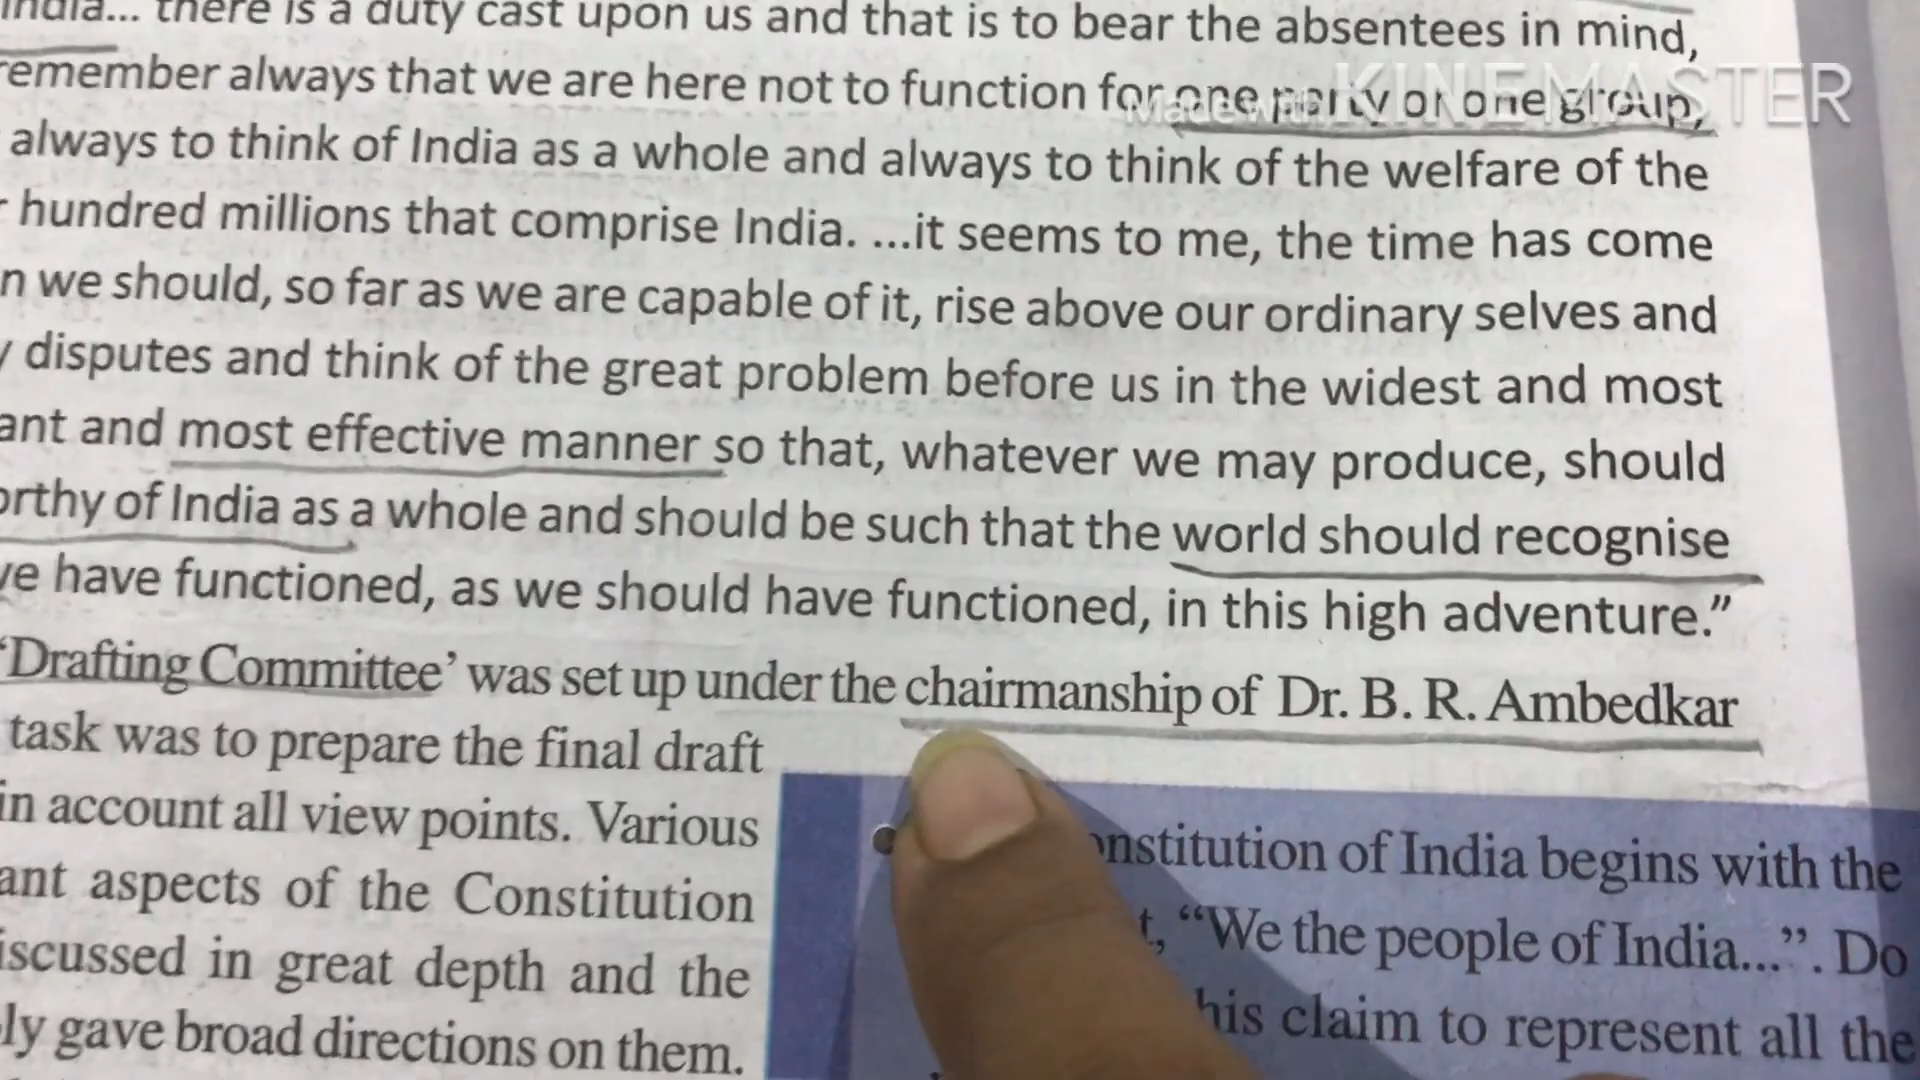 there is a duty cast upon us and that is to bear the absentees in mind,
remember always that we are here not to function for one party or one group,
always to think of India as a whole and always to think of the welfare of the
hundred millions that comprise India. ...it seems to me, the time has come
we should, so far as we are capable of it, rise above our ordinary selves and
disputes and think of the great problem before us in the widest and most
and most effective manner so that, whatever we may produce, should
of India as a whole and should be such that the world should recognise
have functioned, as we should have functioned, in this high adventure.”
‘Drafting Committee’ was set up under the chairmanship of Dr. B. R. Ambedkar
task was to prepare the final draft
in account all view points. Various
aspects of the Constitution
in great depth and the
gave broad directions on them.
of India begins with the
“We the people of India...”. Do
claim to represent all the
Made with KINEMASTER